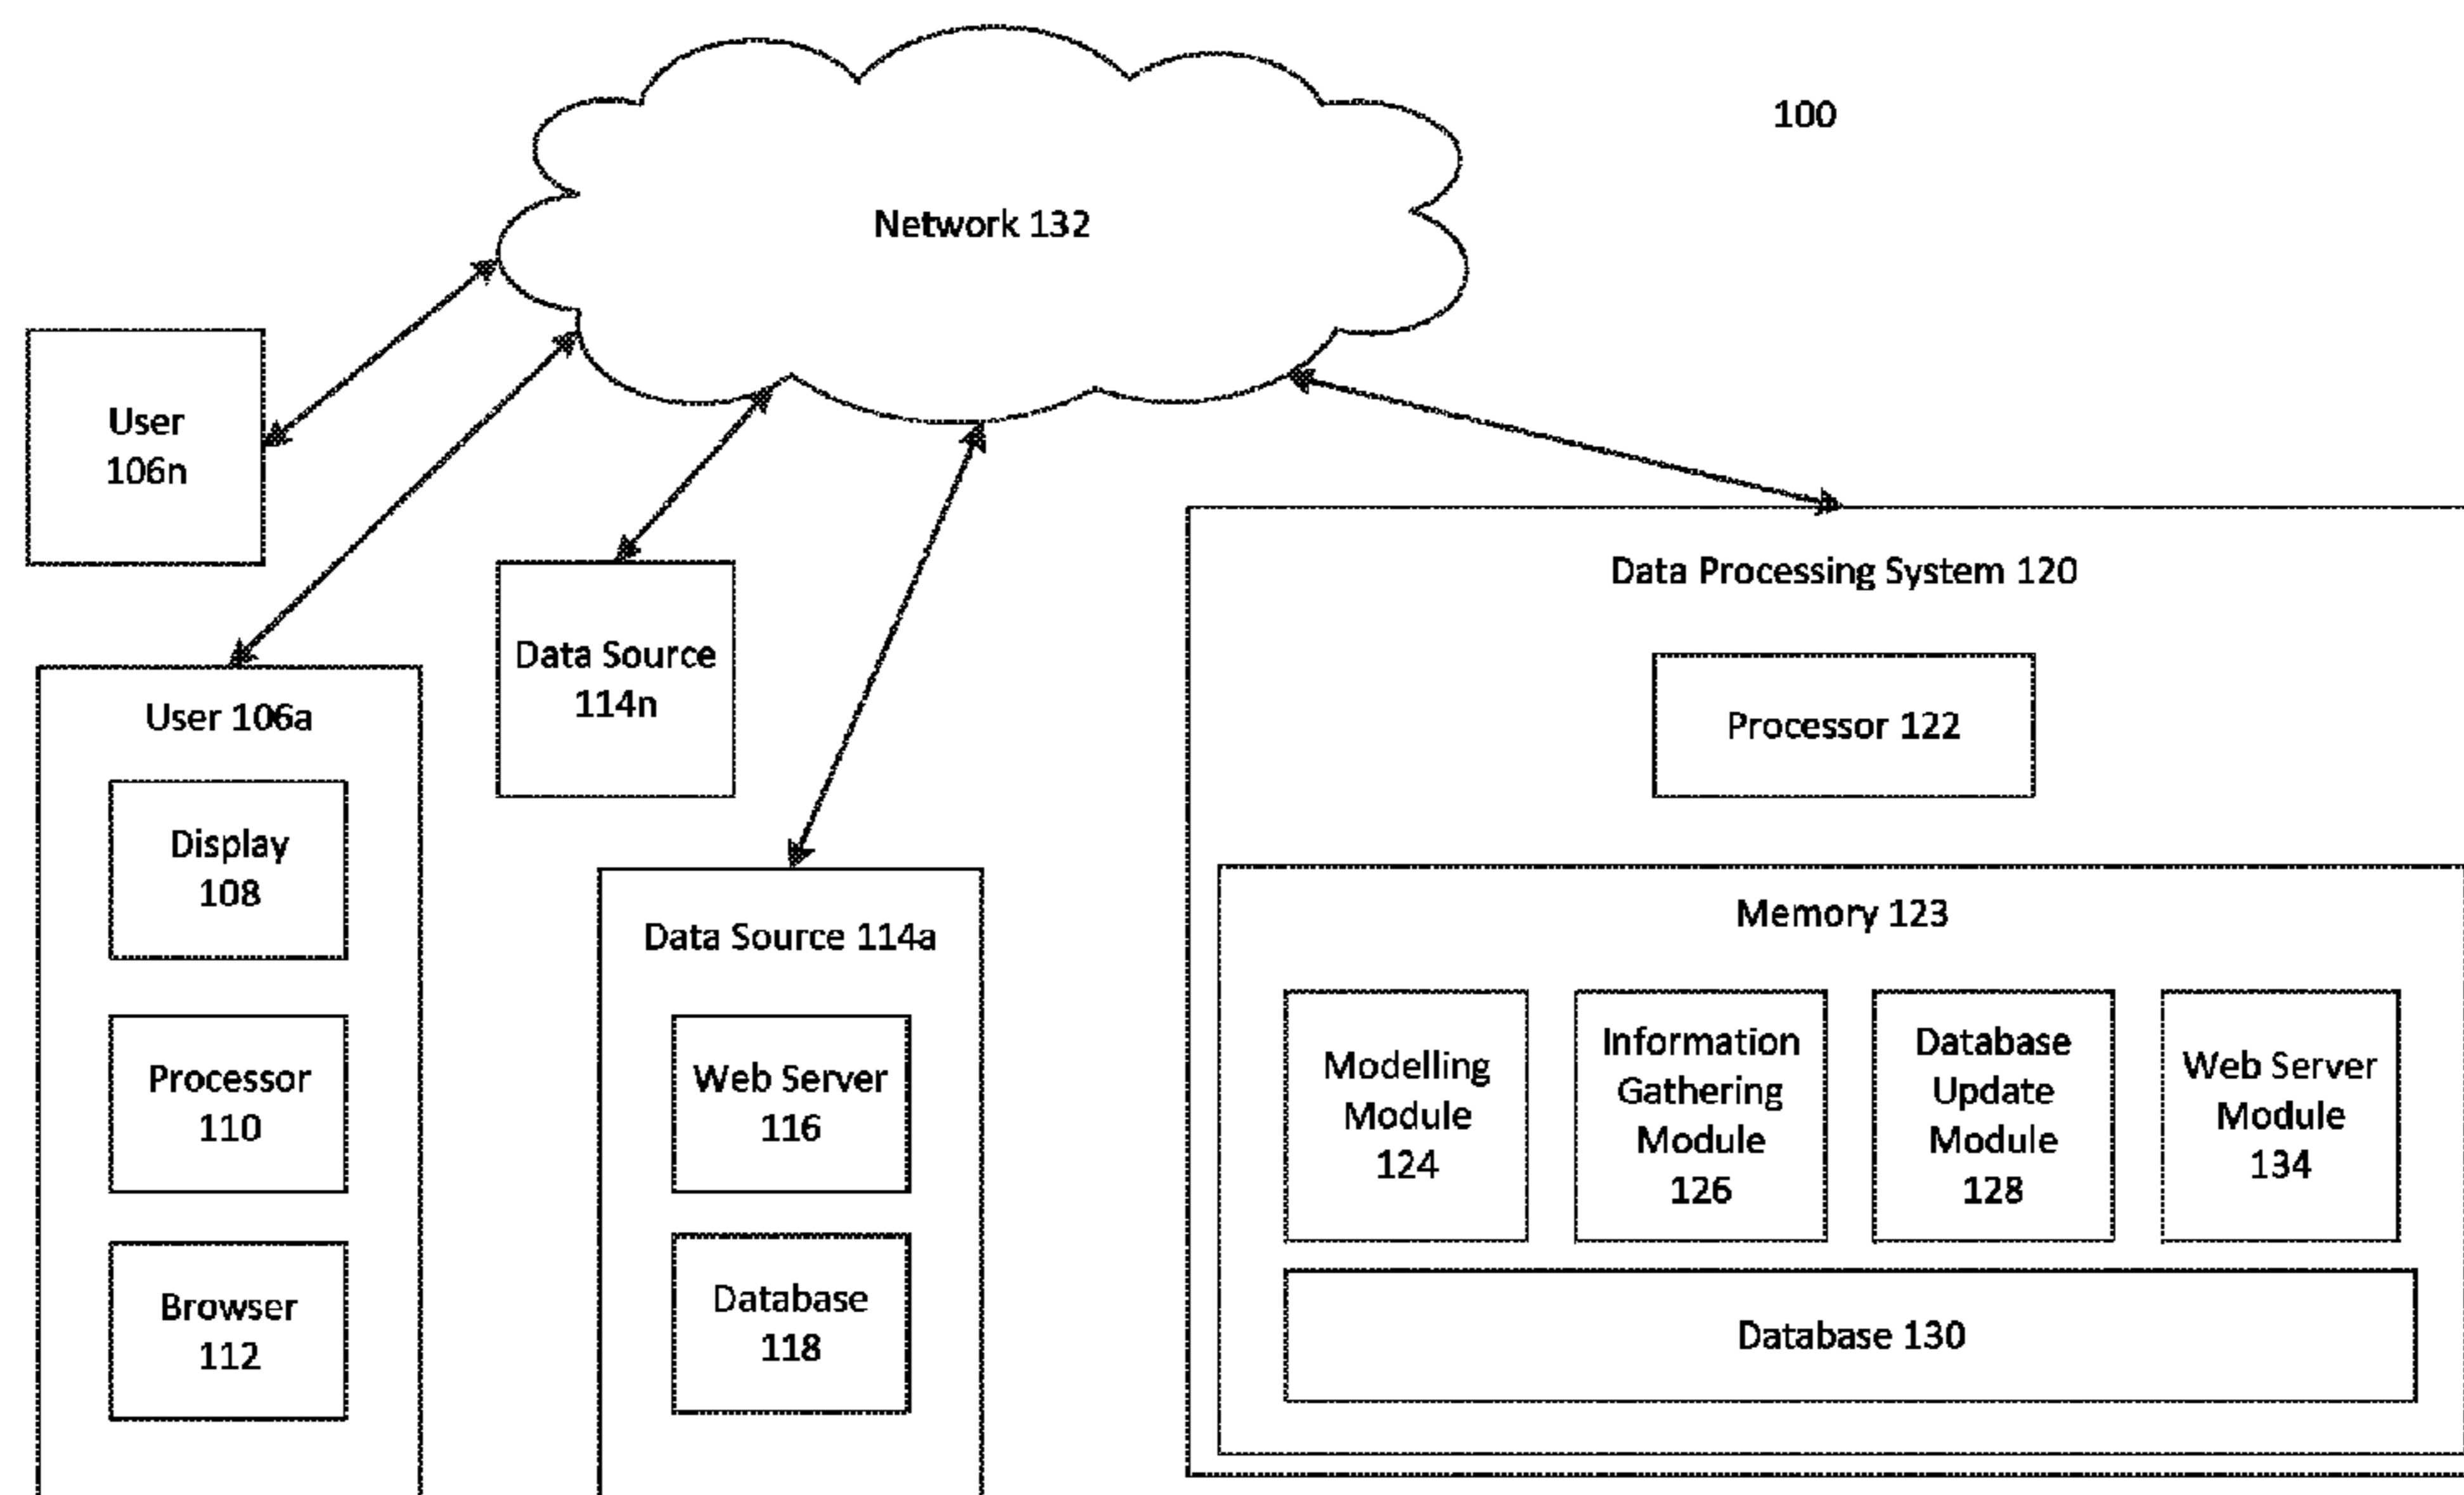 100
Network 132
User
106n
Data Source
114n
User 106a
Display
108
Processor
110
Browser
112
Data Source 114a
Web Server
116
Database
118
Data Processing System 120
Processor 122
Memory 123
Modelling
Module
124
Information
Gathering
Module
126
Database
Update
Module
128
Web Server
Module
134
Database 130